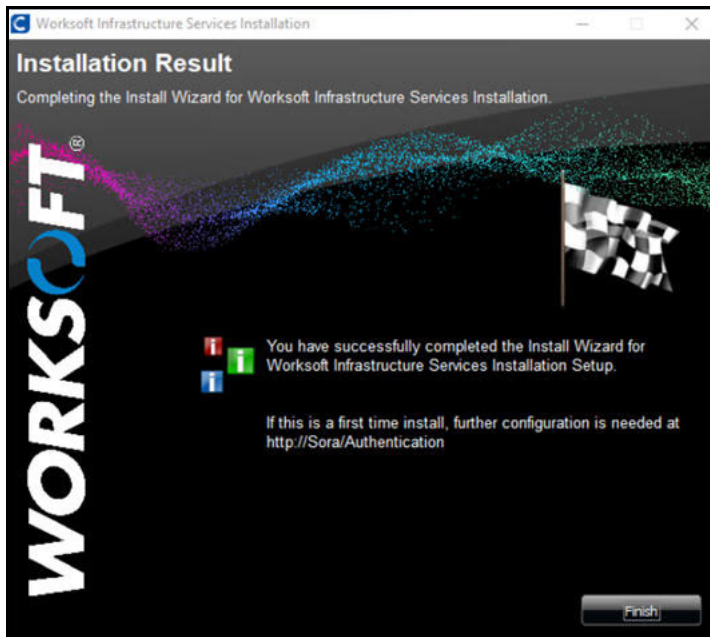 Worksoft Infrastructure Services Installation
Installation Result
Completing the Install Wizard for Worksoft Infrastructure Services Installation.
WORKSOFT®
You have successfully completed the Install Wizard for
Worksoft Infrastructure Services Installation Setup.
If this is a first time install, further configuration is needed at
http://Sora/Authentication
Finish